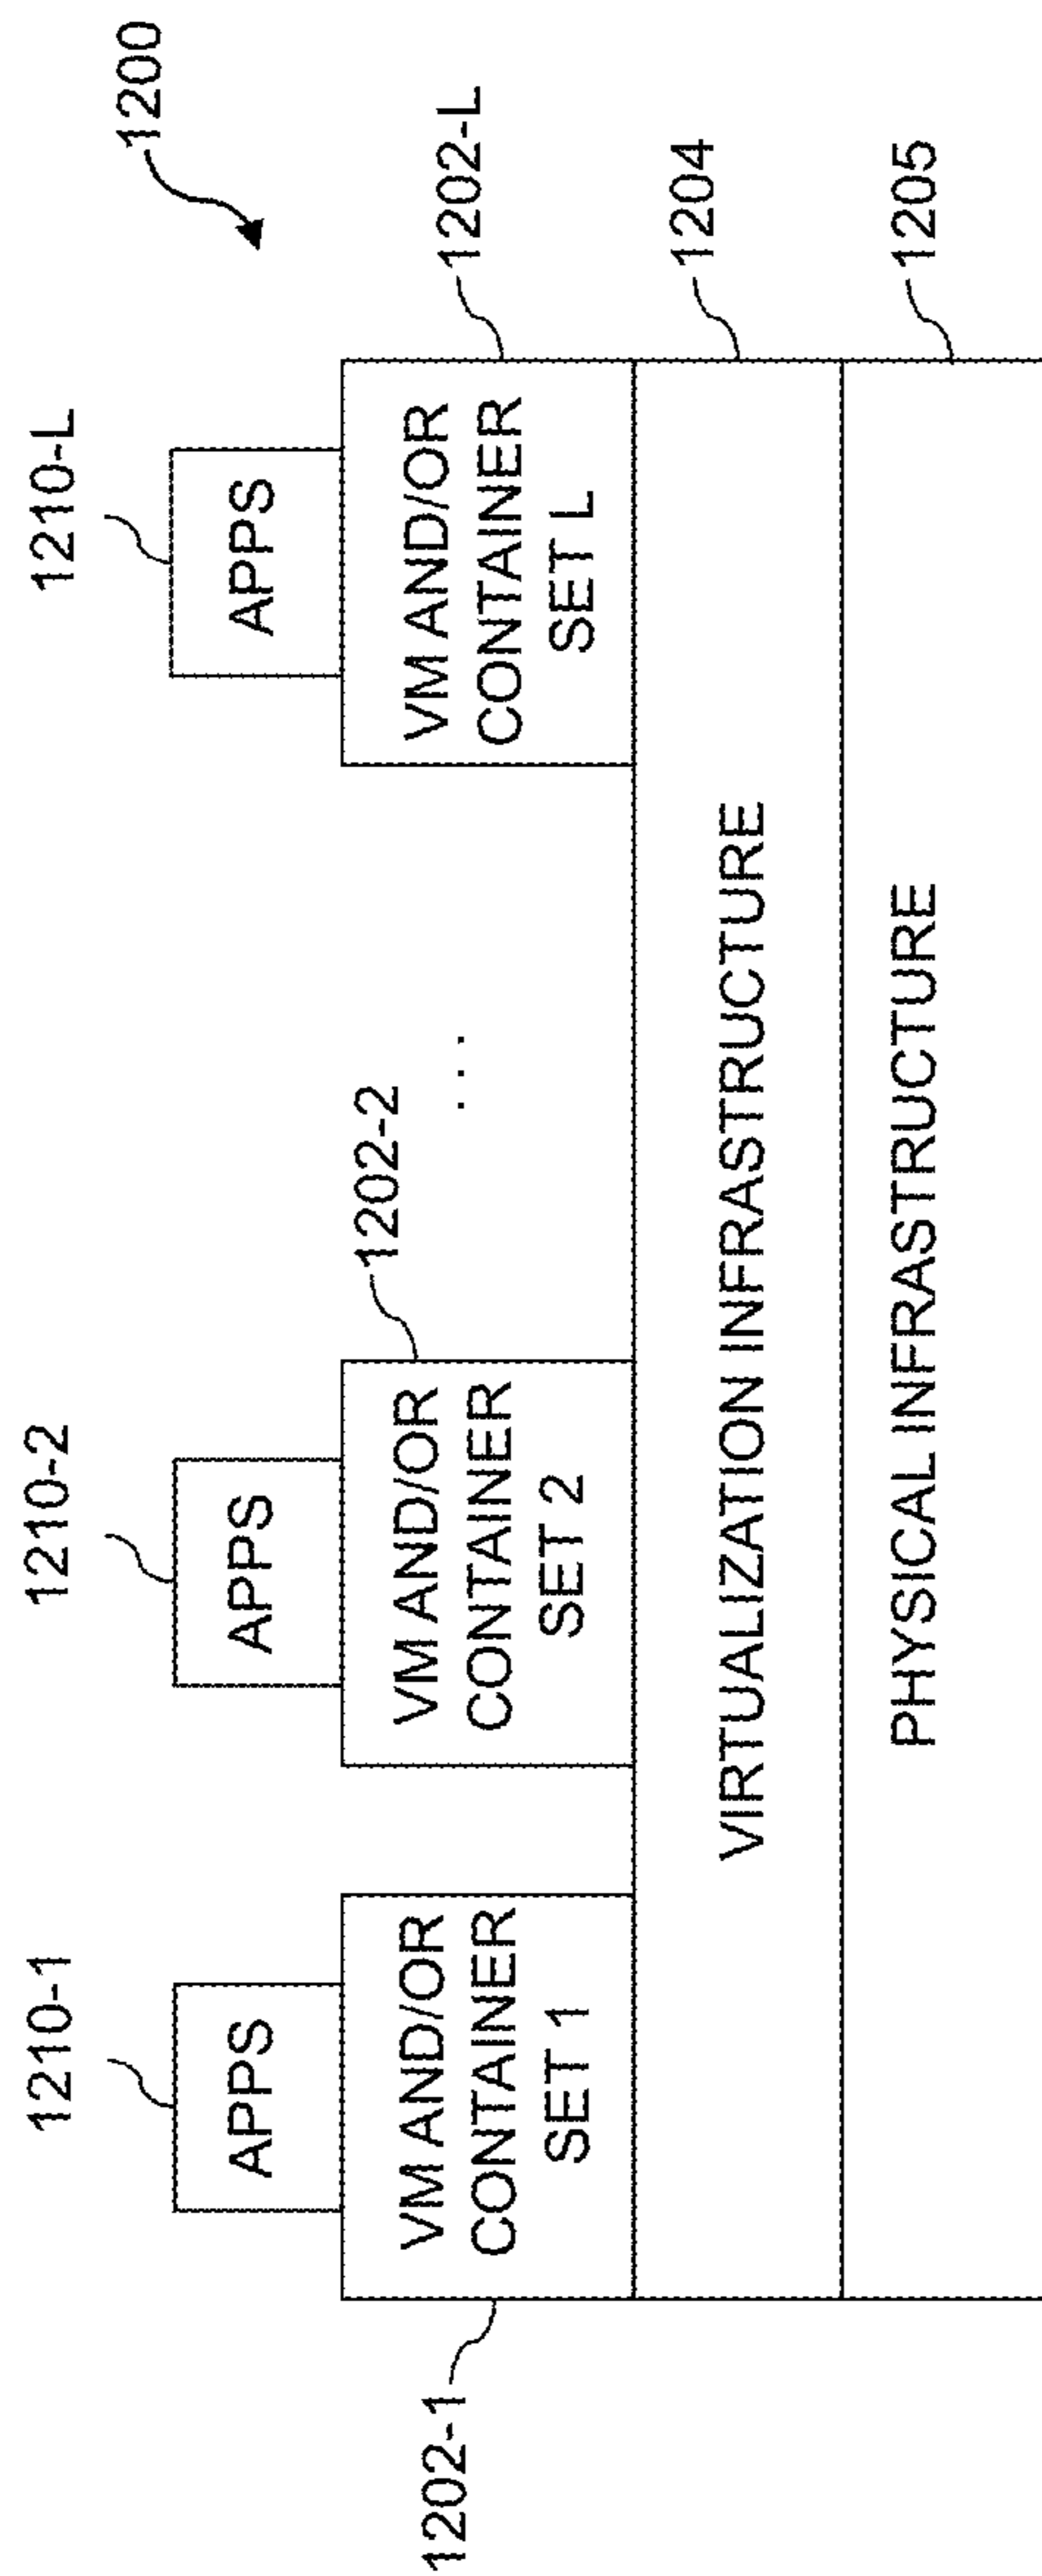 1200
1210-1
1210-2
1210-L
APPS
APPS
APPS
1202-1
VM AND/OR
CONTAINER
SET 1
VM AND/OR
CONTAINER
SET 2
1202-2
. . .
VM AND/OR
CONTAINER
SET L
1202-L
VIRTUALIZATION INFRASTRUCTURE
1204
PHYSICAL INFRASTRUCTURE
1205